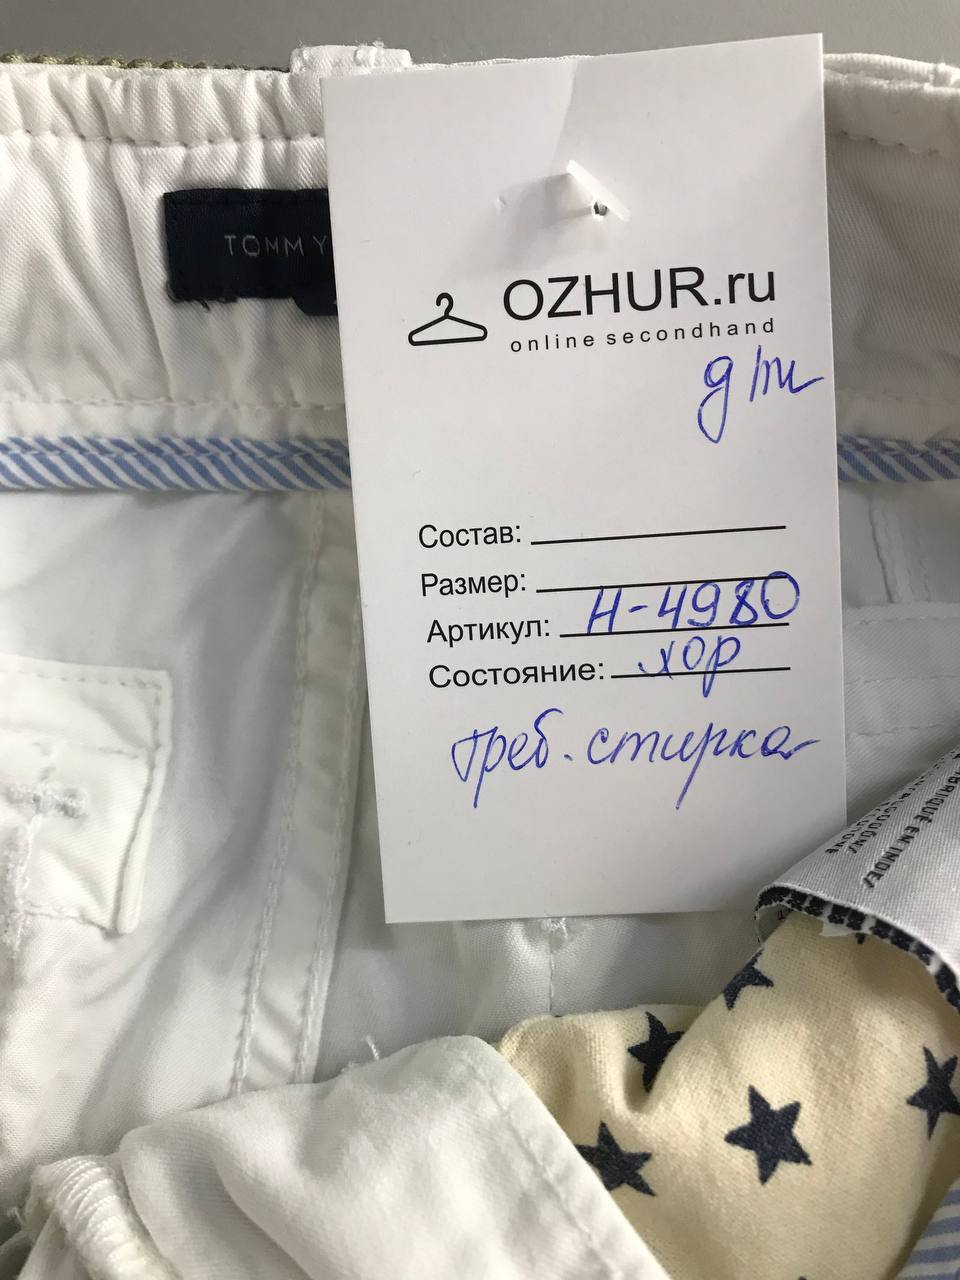 TOMMY
OZHUR.ru
online secondhand
Состав:
Размер:
Артикул: Н-4980
Состояние: хор
треб. стирка